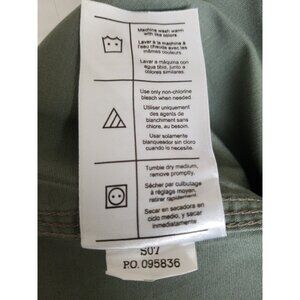 Machine wash warm
with like colors
Lavar a la machine à
l'eau chaude avec les
mêmes couleurs.
Lavar a máquina con
agua tibia, junto con
colores similares.
Use only non-chlorine
bleach when needed.
Utiliser uniquement
des agents de
blanchiment sans
chlore, au besoin.
Usar solamente
blanqueador sin cloro
cuando lo necesite.
Tumble dry medium,
remove promptly.
Sécher par culbutage
à réglage moyen,
retirer rapidement.
Secar en secadora en
ciclo medio, y sacar
inmediatamente.
S07
P.O. 095836